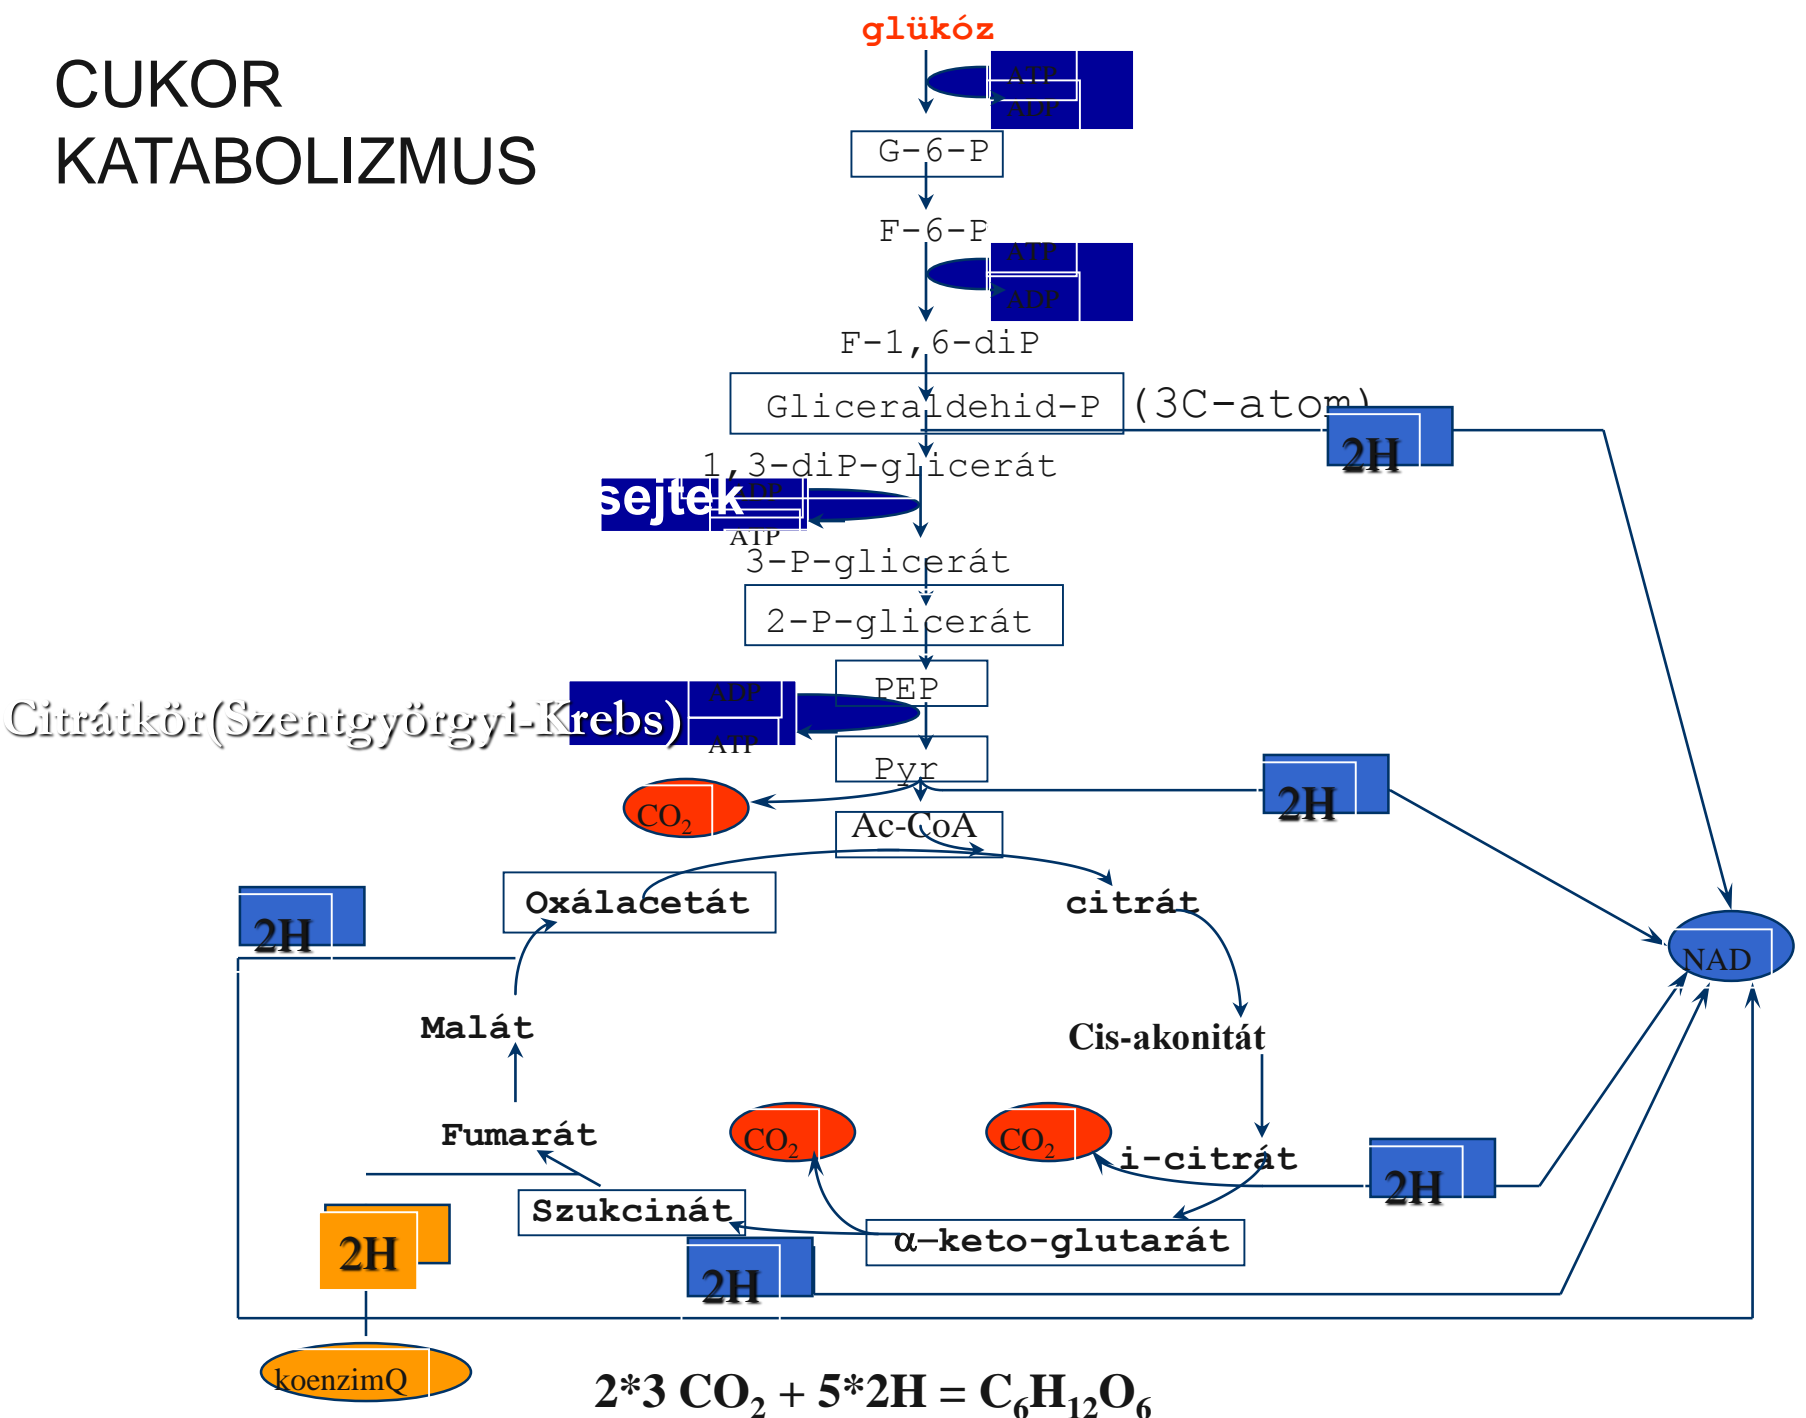 glükóz
CUKOR
KATABOLIZMUS
ATP
ADP
G-6-P
F-6-P
ATP
ADP
F-1,6-diP
Gliceraldehid-P (3C-atom)
2H
1,3-diP-glicerát
sejtek
ADP
ATP
3-P-glicerát
2-P-glicerát
PEP
ADP
Citrátkör(Szentgyörgyi-Krebs)
ATP
Pyr
2H
CO₂
Ac-CoA
Oxálacetát
citrát
2H
NAD
Malát
Cis-akonitát
Fumarát
CO₂
CO₂
i-citrát
2H
Szukcinát
α–keto-glutarát
2H
2H
koenzimQ
2*3 CO₂ + 5*2H = C₆H₁₂O₆